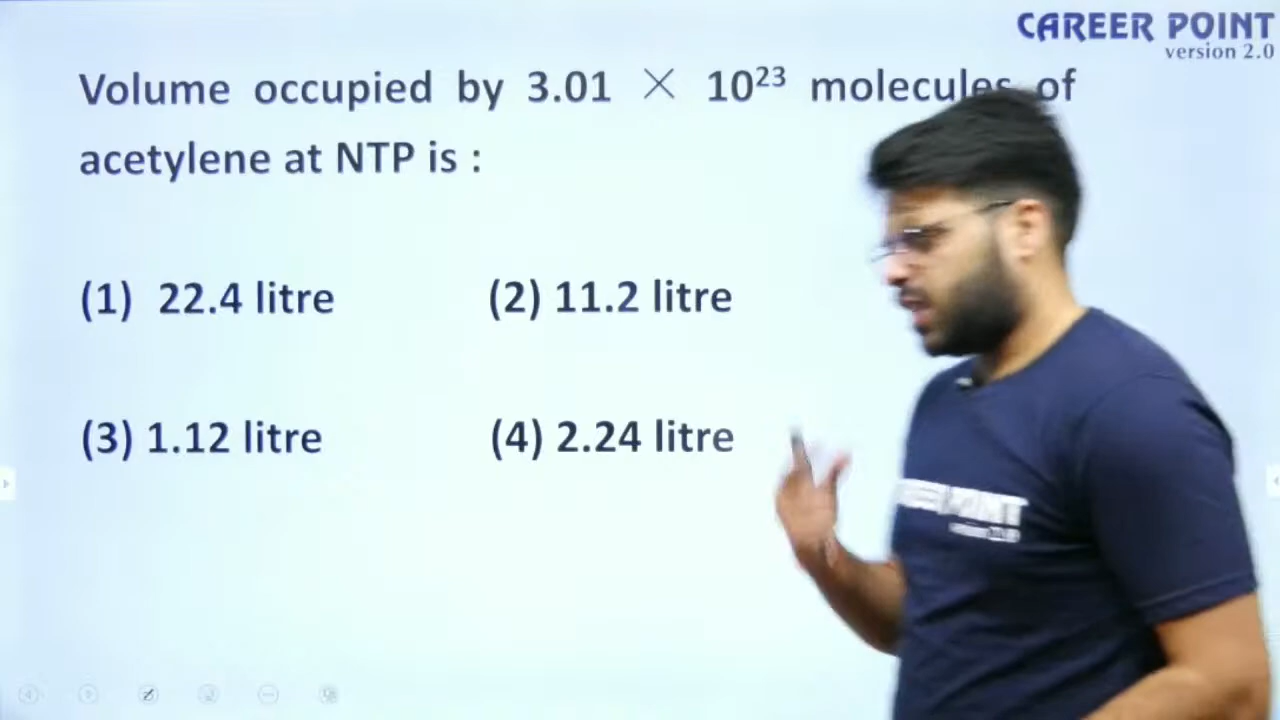 CAREER POINT
version 2.0
Volume occupied by 3.01 × 10²³ molecules of
acetylene at NTP is :
(1) 22.4 litre (2) 11.2 litre
(3) 1.12 litre (4) 2.24 litre
POINT